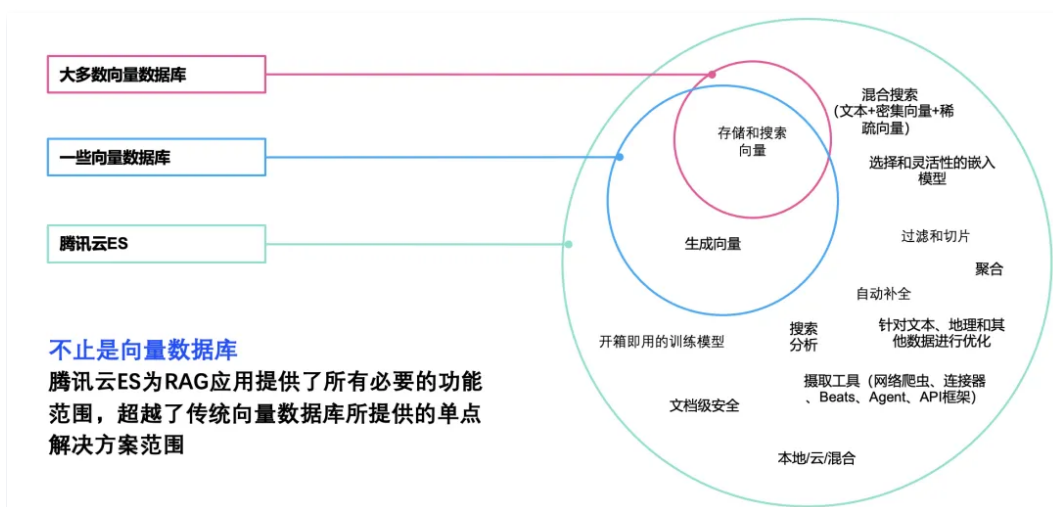 大多数向量数据库
一些向量数据库
腾讯云ES
不止是向量数据库
腾讯云ES为RAG应用提供了所有必要的功能
范围，超越了传统向量数据库所提供的单点
解决方案范围
存储和搜索
向量
生成向量
混合搜索
（文本+密集向量+稀
疏向量）
选择和灵活性的嵌入
模型
过滤和切片
聚合
自动补全
针对文本、地理和其
他数据进行优化
搜索
分析
开箱即用的训练模型
摄取工具（网络爬虫、连接器
、Beats、Agent、API框架）
文档级安全
本地/云/混合